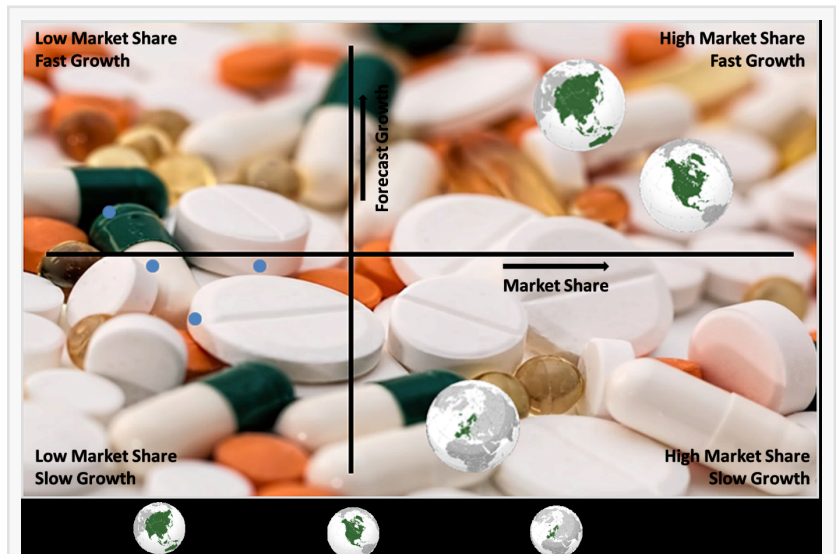 Low Market Share
Fast Growth
High Market Share
Fast Growth
Forecast Growth
Market Share
Low Market Share
Slow Growth
High Market Share
Slow Growth